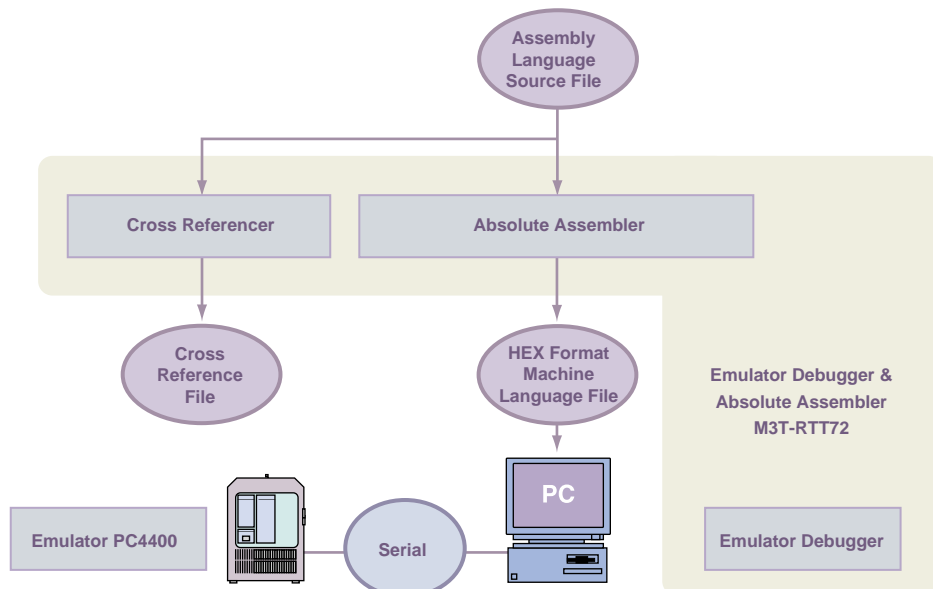 Assembly
Language
Source File
Cross Referencer
Absolute Assembler
Cross
Reference
File
HEX Format
Machine
Language File
Emulator Debugger &
Absolute Assembler
M3T-RTT72
PC
Emulator PC4400
Serial
Emulator Debugger